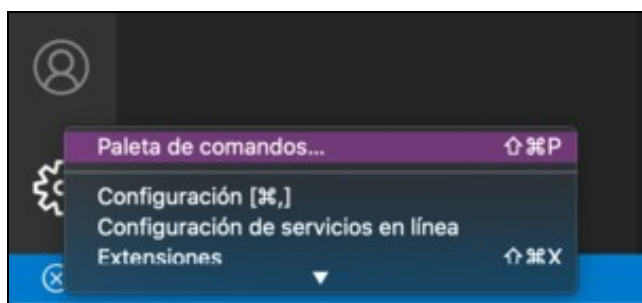 Paleta de comandos... ⇧⌘P
Configuración [⌘,]
Configuración de servicios en línea
Extensiones ⇧⌘X